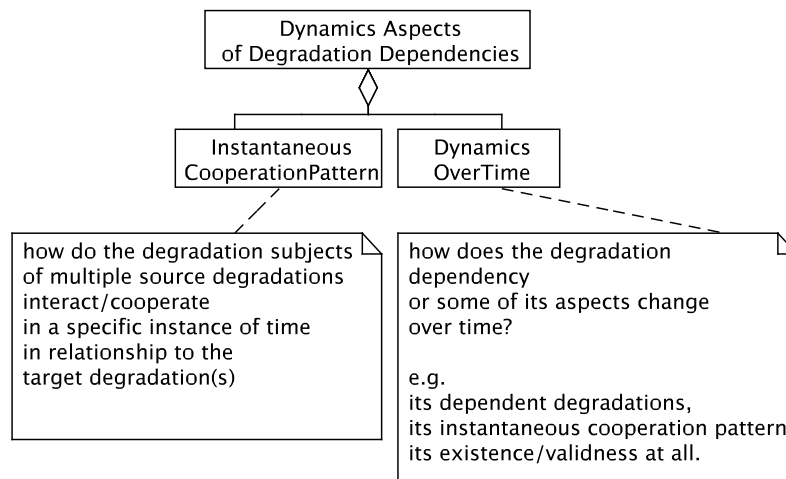 Dynamics Aspects
of Degradation Dependencies
Instantaneous
CooperationPattern
Dynamics
OverTime
how do the degradation subjects
of multiple source degradations
interact/cooperate
in a specific instance of time
in relationship to the
target degradation(s)
how does the degradation
dependency
or some of its aspects change
over time?
e.g.
its dependent degradations,
its instantaneous cooperation pattern
its existence/validness at all.